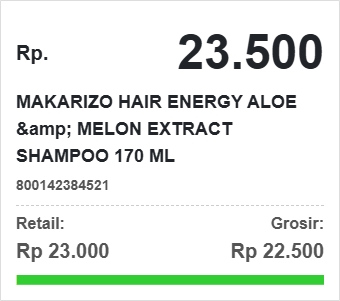 Rp. 23.500
MAKARIZO HAIR ENERGY ALOE
&amp; MELON EXTRACT
SHAMPOO 170 ML
800142384521
Retail: Grosir:
Rp 23.000 Rp 22.500